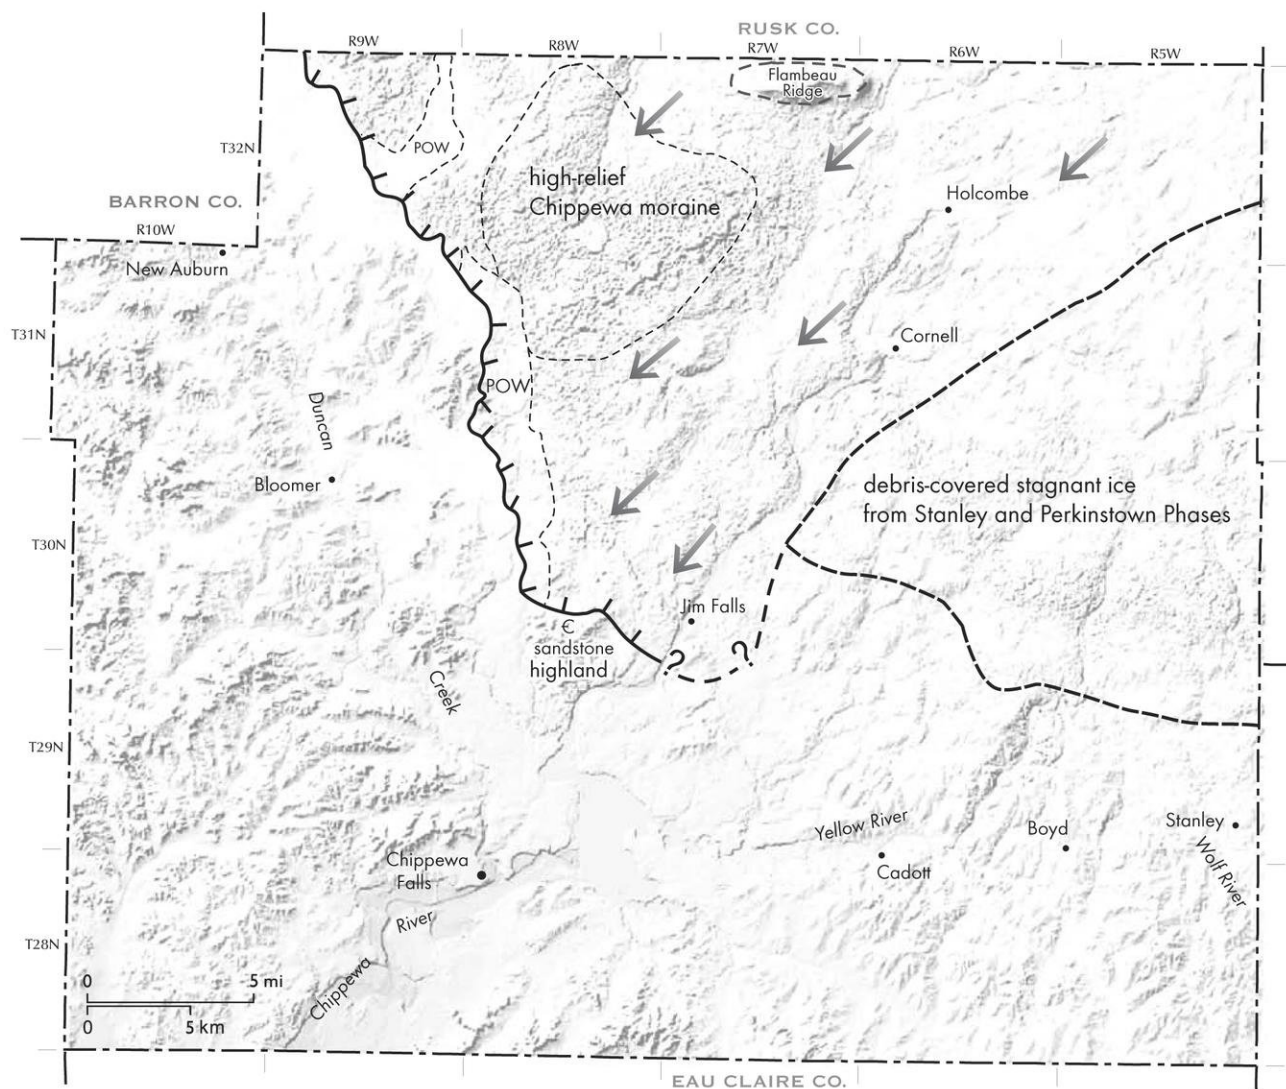 RUSK CO.
R9W
R8W
R7W
R6W
R5W
Flambeau
Ridge
T32N
POW
high-relief
Chippewa moraine
Holcombe
BARRON CO.
R10W
New Auburn
T31N
Cornell
POW
Duncan
Bloomer
debris-covered stagnant ice
from Stanley and Perkinstown Phases
T30N
Jim Falls
?
?
Є
sandstone
highland
Creek
T29N
Yellow River
Boyd
Stanley
Chippewa
Falls
Cadott
Wolf River
River
T28N
Chippewa
0
5 mi
0
5 km
EAU CLAIRE CO.